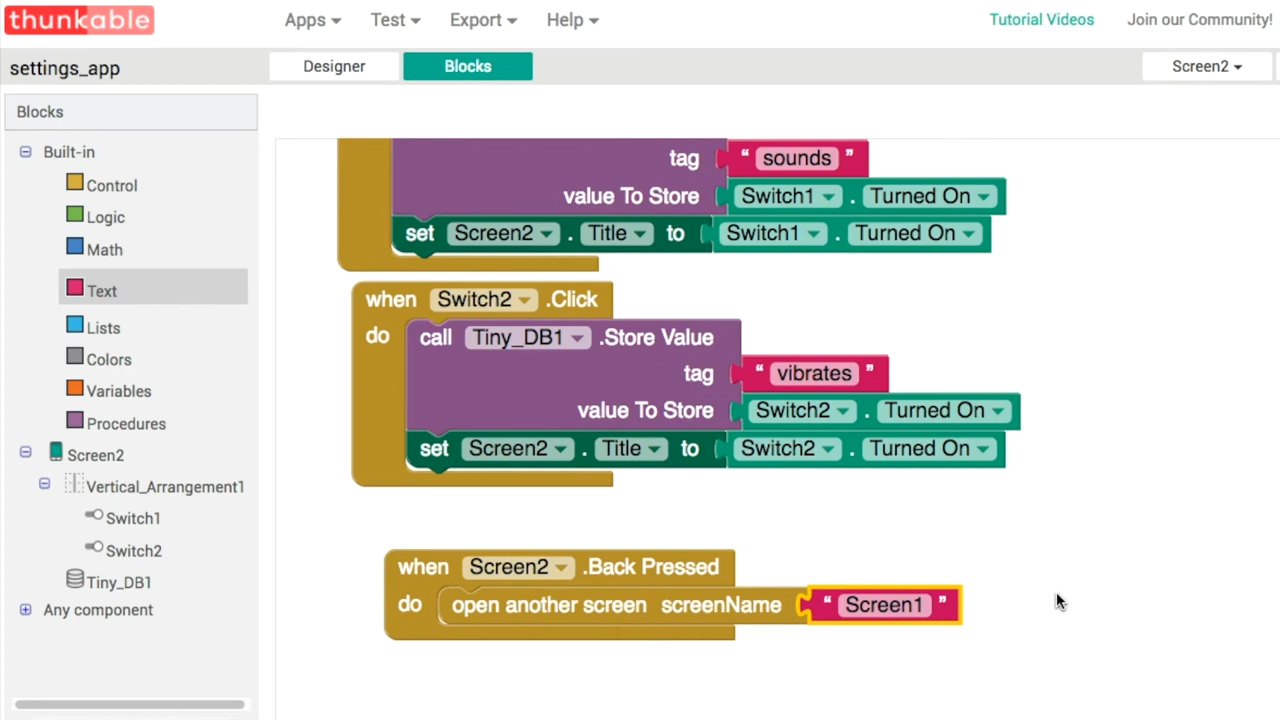 thunkable Apps Test Export Help Tutorial Videos Join our Community!
settings_app Designer Blocks Screen2
Blocks
Built-in
Control
Logic
Math
Text
Lists
Colors
Variables
Procedures
Screen2
Vertical_Arrangement1
Switch1
Switch2
Tiny_DB1
Any component
tag “ sounds ”
value To Store Switch1 . Turned On
set Screen2 . Title to Switch1 . Turned On
when Switch2 .Click
do call Tiny_DB1 .Store Value
tag “ vibrates ”
value To Store Switch2 . Turned On
set Screen2 . Title to Switch2 . Turned On
when Screen2 .Back Pressed
do open another screen screenName “ Screen1 ”